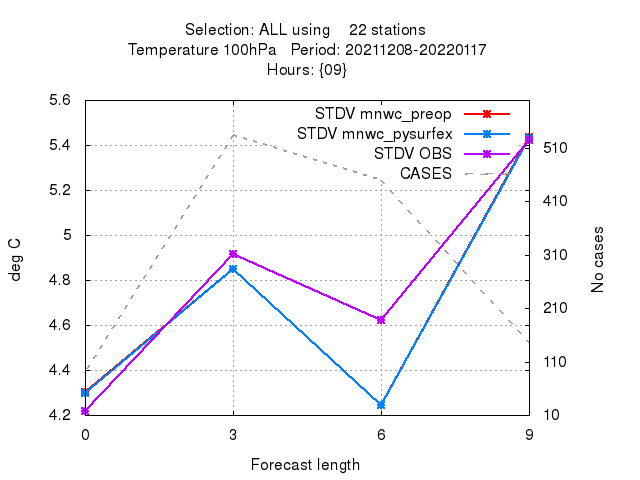 Selection: ALL using    22 stations
Temperature 100hPa   Period: 20211208-20220117
Hours: {09}
5.6
5.4
5.2
5
4.8
4.6
4.4
4.2
deg C
STDV mnwc_preop
STDV mnwc_pysurfex
STDV OBS
CASES
510
410
310
210
110
10
No cases
0 3 6 9
Forecast length